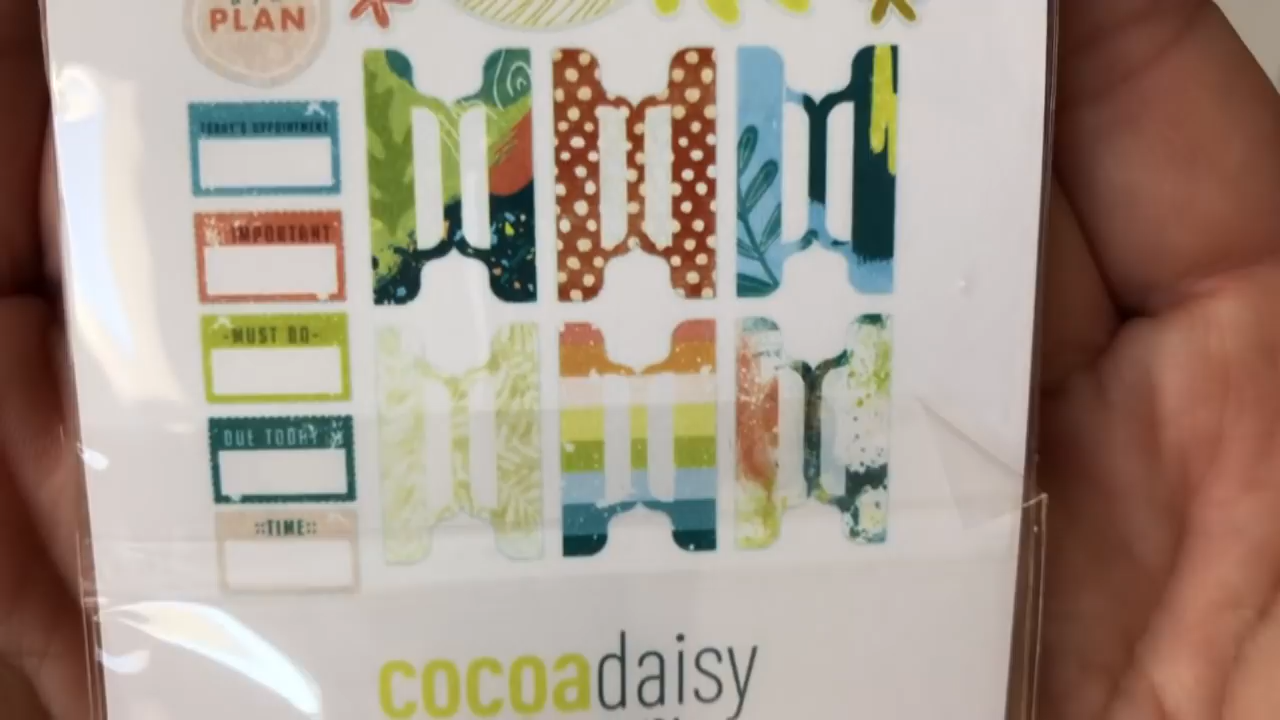 PLAN
TODAY'S APPOINTMENT
IMPORTANT
-MUST DO-
DUE TODAY
::TIME::
cocoadaisy